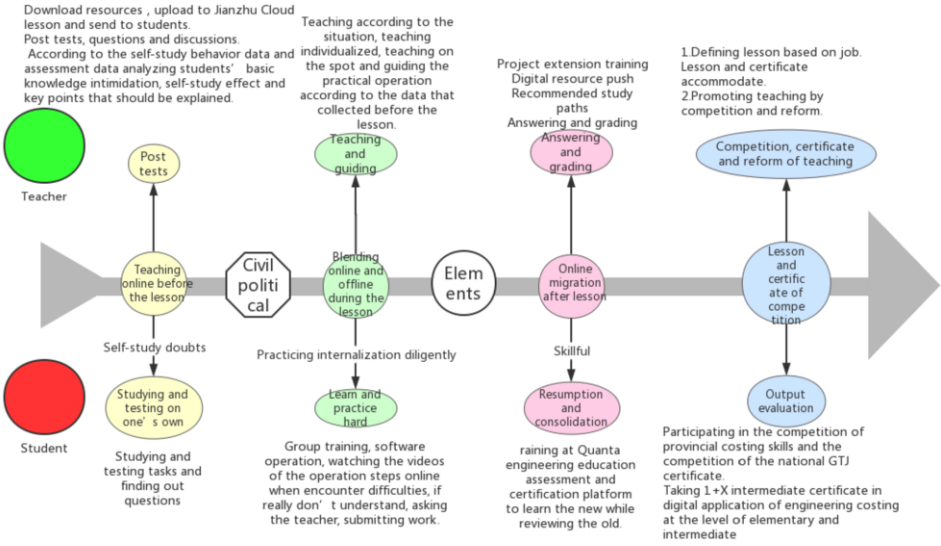 Download resources , upload to Jianzhu Cloud
lesson and send to students.
Post tests, questions and discussions.
According to the self-study behavior data and
assessment data analyzing students’ basic
knowledge intimidation, self-study effect and
key points that should be explained.
Teaching according to the
situation, teaching
individualized, teaching on
the spot and guiding the
practical operation
according to the data that
collected before the
lesson.
Project extension training
Digital resource push
Recommended study
paths
Answering and grading
1.Defining lesson based on job.
Lesson and certificate
accommodate.
2.Promoting teaching by
competition and reform.
Teacher
Post
tests
Teaching
and
guiding
Answering
and
grading
Competition, certificate
and reform of teaching
Teaching
online before
the lesson
Civil
politi
cal
Blending
online and
offline
during the
lesson
Elem
ents
Online
migration
after lesson
Lesson
and
certific
ate of
compe
tition
Self-study doubts
Practicing internalization diligently
Skillful
Student
Studying and
testing on
one’s own
Learn and
practice
hard
Resumption
and
consolidation
Output
evaluation
Studying and
testing tasks and
finding out
questions
Group training, software
operation, watching the videos
of the operation steps online
when encounter difficulties, if
really don’t understand, asking
the teacher, submitting work.
raining at Quanta
engineering education
assessment and
certification platform
to learn the new while
reviewing the old.
Participating in the competition of
provincial costing skills and the
competition of the national GTJ
certificate.
Taking 1+X intermediate certificate in
digital application of engineering costing
at the level of elementary and
intermediate